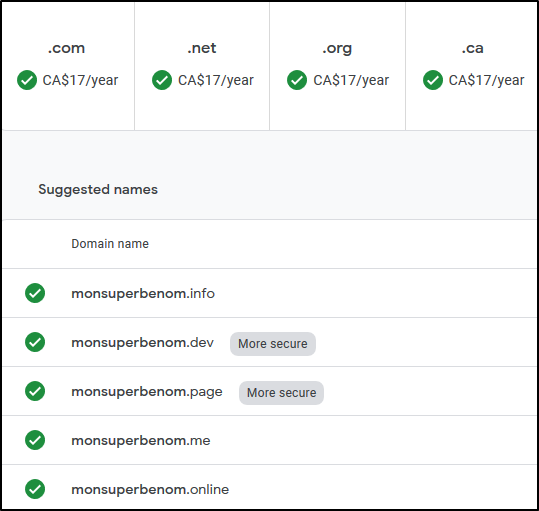 .com .net .org .ca
CA$17/year CA$17/year CA$17/year CA$17/year
Suggested names
Domain name
monsuperbenom.info
monsuperbenom.dev More secure
monsuperbenom.page More secure
monsuperbenom.me
monsuperbenom.online